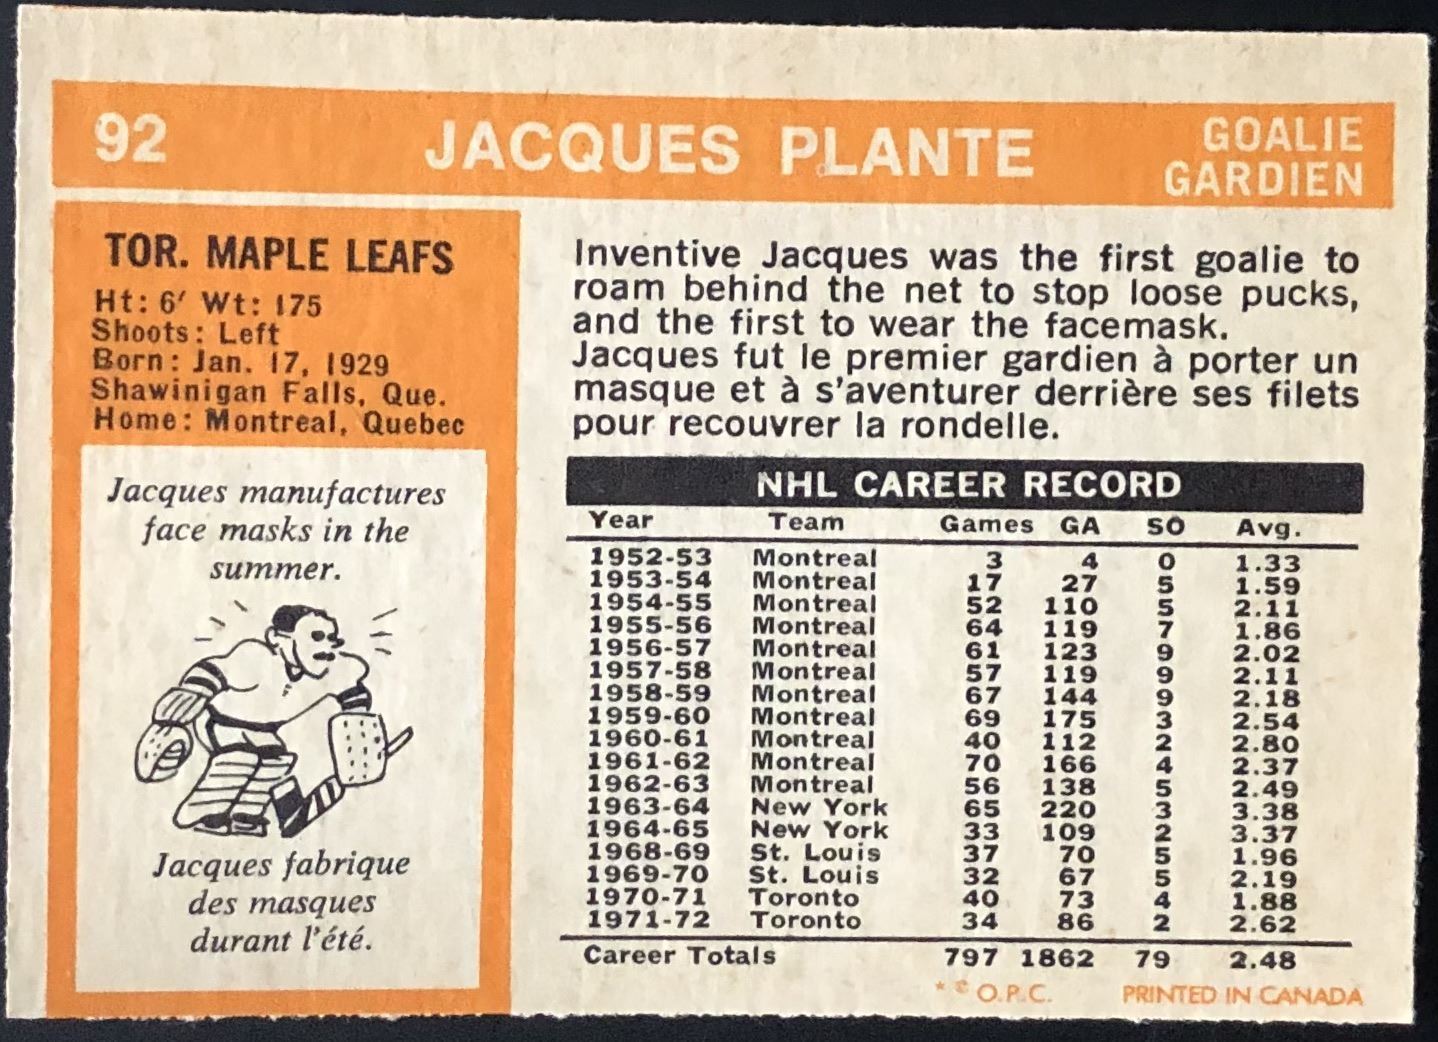 92
JACQUES PLANTE
GOALIE
GARDIEN
TOR. MAPLE LEAFS
Ht: 6′ Wt: 175
Shoots: Left
Born: Jan. 17, 1929
Shawinigan Falls, Que.
Home: Montreal, Quebec
Jacques manufactures
face masks in the
summer.
Jacques fabrique
des masques
durant l'été.
Inventive Jacques was the first goalie to
roam behind the net to stop loose pucks,
and the first to wear the facemask.
Jacques fut le premier gardien à porter un
masque et à s'aventurer derrière ses filets
pour recouvrer la rondelle.
NHL CAREER RECORD
Year Team Games GA SO Avg.
1952-53 Montreal 3 4 0 1.33
1953-54 Montreal 17 27 5 1.59
1954-55 Montreal 52 110 5 2.11
1955-56 Montreal 64 119 7 1.86
1956-57 Montreal 61 123 9 2.02
1957-58 Montreal 57 119 9 2.11
1958-59 Montreal 67 144 9 2.18
1959-60 Montreal 69 175 3 2.54
1960-61 Montreal 40 112 2 2.80
1961-62 Montreal 70 166 4 2.37
1962-63 Montreal 56 138 5 2.49
1963-64 New York 65 220 3 3.38
1964-65 New York 33 109 2 3.37
1968-69 St. Louis 37 70 5 1.96
1969-70 St. Louis 32 67 5 2.19
1970-71 Toronto 40 73 4 1.88
1971-72 Toronto 34 86 2 2.62
Career Totals 797 1862 79 2.48
* © O.P.C. PRINTED IN CANADA